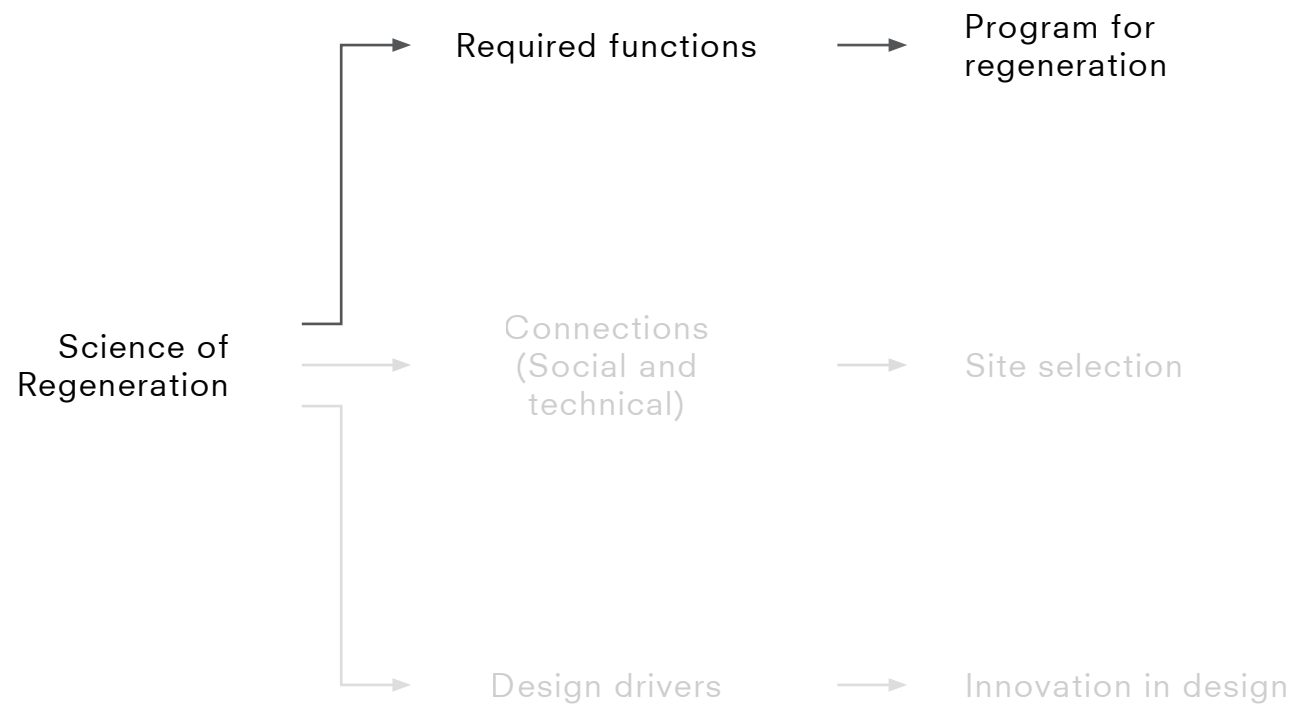 Science of
Regeneration
Required functions
Program for
regeneration
Connections
(Social and
technical)
Site selection
Design drivers
Innovation in design